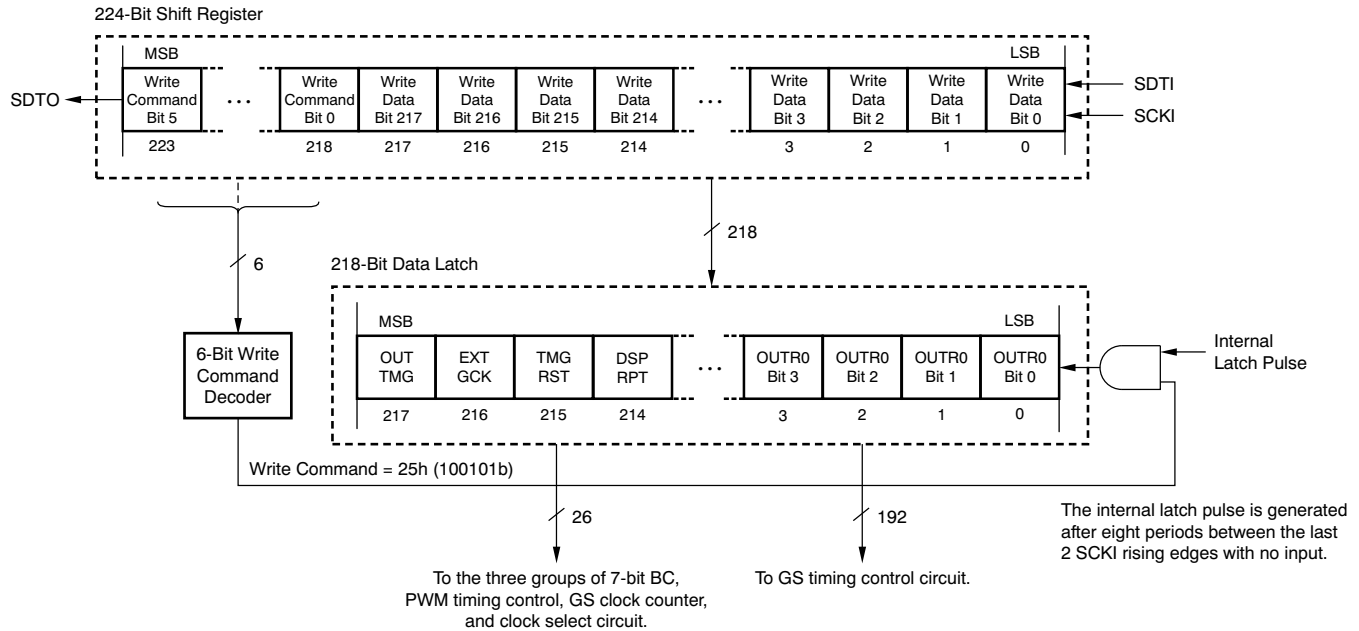 224-Bit Shift Register
MSB
LSB
SDTO
Write Command Bit 5
...
Write Command Bit 0
Write Data Bit 217
Write Data Bit 216
Write Data Bit 215
Write Data Bit 214
...
Write Data Bit 3
Write Data Bit 2
Write Data Bit 1
Write Data Bit 0
SDTI
SCKI
223
218
217
216
215
214
3
2
1
0
218
6
218-Bit Data Latch
MSB
LSB
6-Bit Write
Command
Decoder
OUT TMG
EXT GCK
TMG RST
DSP RPT
...
OUTR0 Bit 3
OUTR0 Bit 2
OUTR0 Bit 1
OUTR0 Bit 0
Internal
Latch Pulse
217
216
215
214
3
2
1
0
Write Command = 25h (100101b)
26
192
The internal latch pulse is generated
after eight periods between the last
2 SCKI rising edges with no input.
To the three groups of 7-bit BC,
PWM timing control, GS clock counter,
and clock select circuit.
To GS timing control circuit.